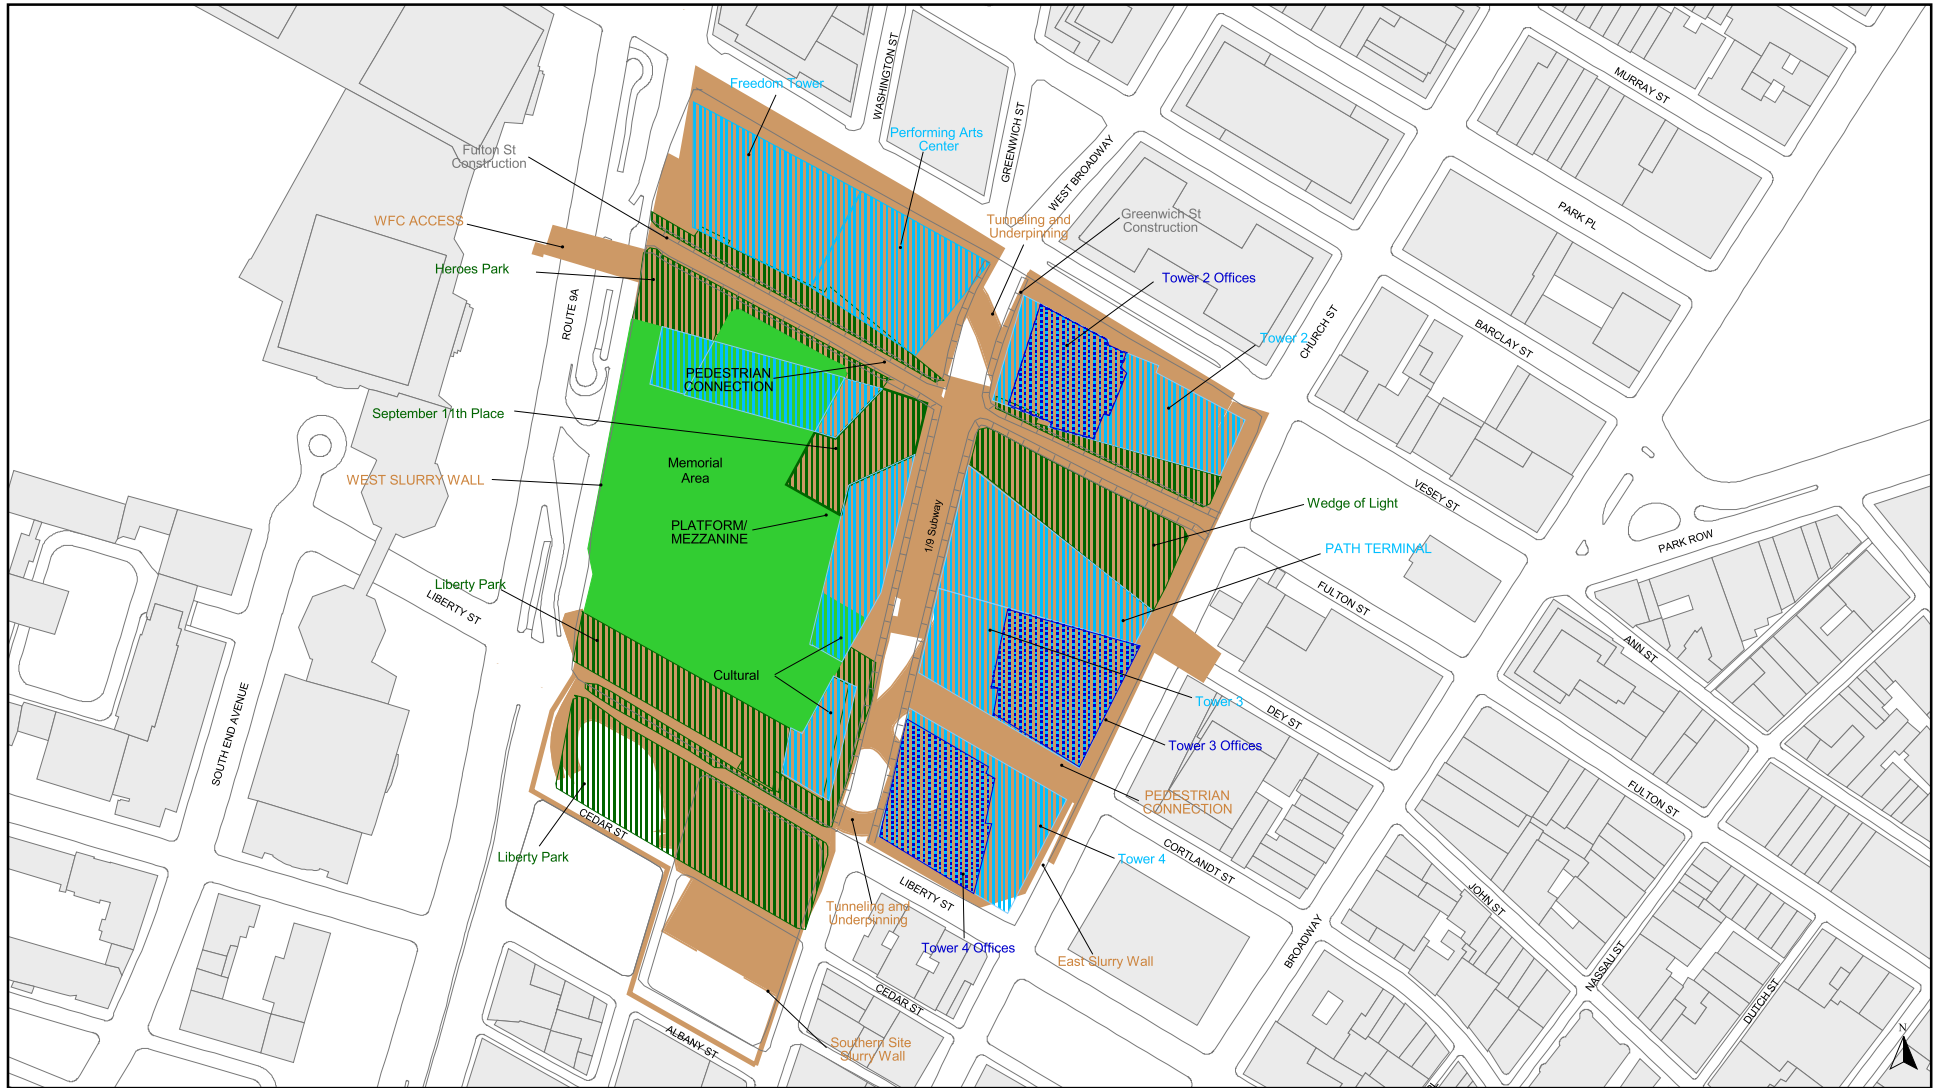 WASHINGTON ST
MURRAY ST
Freedom Tower
GREENWICH ST
Performing Arts
Center
WEST BROADWAY
Fulton St
Construction
PARK PL
WFC ACCESS
Tunneling and
Underpinning
Greenwich St
Construction
Heroes Park
Tower 2 Offices
ROUTE 9A
CHURCH ST
BARCLAY ST
Tower 2
PEDESTRIAN
CONNECTION
September 11th Place
Memorial
Area
WEST SLURRY WALL
VESEY ST
Wedge of Light
PLATFORM/
MEZZANINE
1/9 Subway
PARK ROW
PATH TERMINAL
Liberty Park
LIBERTY ST
FULTON ST
ANN ST
Cultural
SOUTH END AVENUE
Tower 3
DEY ST
Tower 3 Offices
PEDESTRIAN
CONNECTION
FULTON ST
CEDAR ST
Liberty Park
Tower 4
CORTLANDT ST
LIBERTY ST
JOHN ST
Tunneling and
Underpinning
Tower 4 Offices
BROADWAY
East Slurry Wall
NASSAU ST
DUTCH ST
CEDAR ST
ALBANY ST
Southern Site
Slurry Wall
N